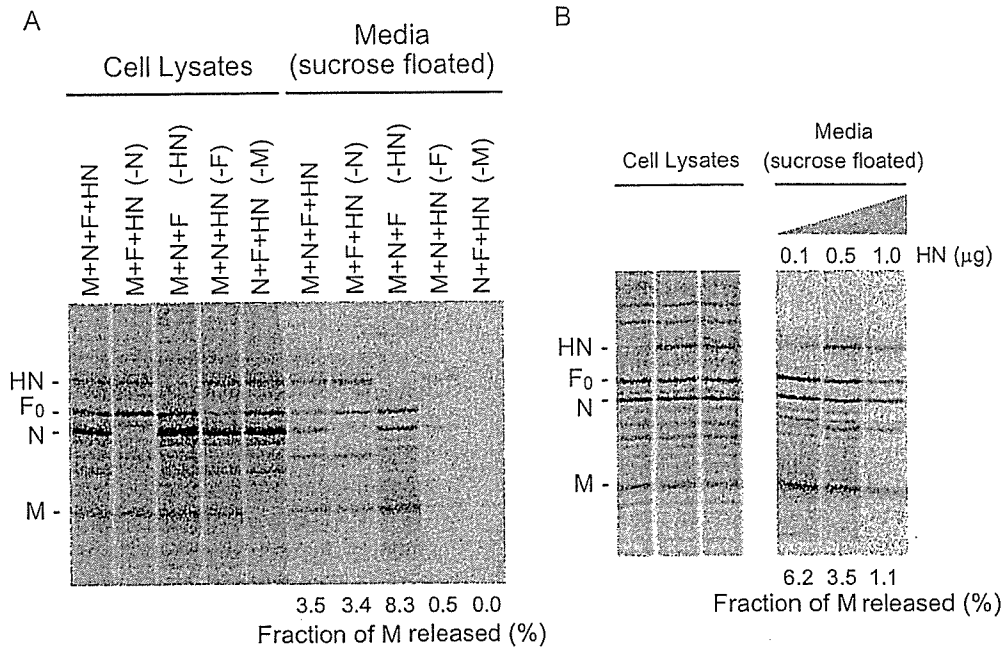 A
Cell Lysates
Media
(sucrose floated)
M+N+F+HN
M+F+HN (-N)
M+N+F (-HN)
M+N+HN (-F)
N+F+HN (-M)
M+N+F+HN
M+F+HN (-N)
M+N+F (-HN)
M+N+HN (-F)
N+F+HN (-M)
HN -
F0 -
N
M -
3.5 3.4 8.3 0.5 0.0
Fraction of M released (%)
B
Cell Lysates
Media
(sucrose floated)
0.1 0.5 1.0 HN (µg)
HN -
F0 -
N
M -
6.2 3.5 1.1
Fraction of M released (%)